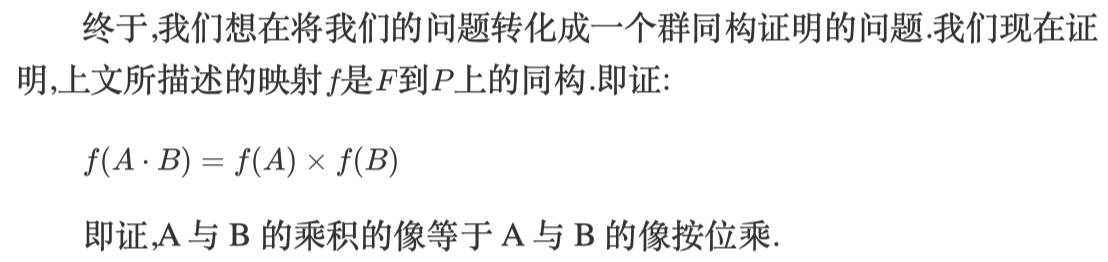 终于,我们想在将我们的问题转化成一个群同构证明的问题.我们现在证
明,上文所描述的映射f是F到P上的同构.即证:
f(A · B) = f(A) × f(B)
即证,A 与 B 的乘积的像等于 A 与 B 的像按位乘.